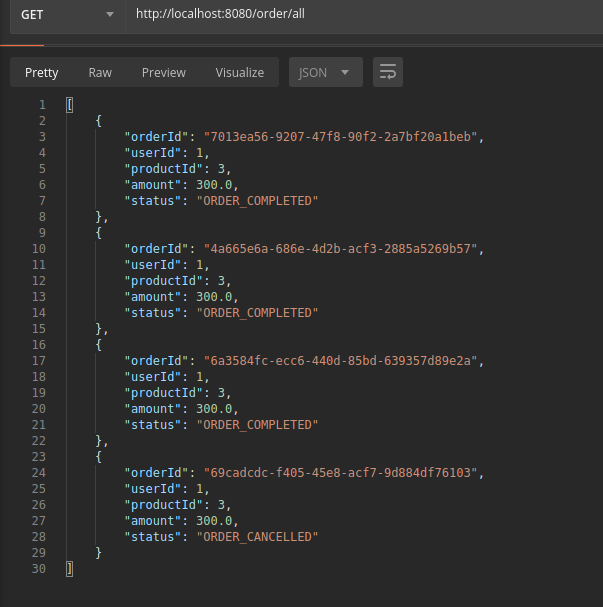 GET http://localhost:8080/order/all
Pretty Raw Preview Visualize JSON
1 [
2 {
3 "orderId": "7013ea56-9207-47f8-90f2-2a7bf20a1beb",
4 "userId": 1,
5 "productId": 3,
6 "amount": 300.0,
7 "status": "ORDER_COMPLETED"
8 },
9 {
10 "orderId": "4a665e6a-686e-4d2b-acf3-2885a5269b57",
11 "userId": 1,
12 "productId": 3,
13 "amount": 300.0,
14 "status": "ORDER_COMPLETED"
15 },
16 {
17 "orderId": "6a3584fc-ecc6-440d-85bd-639357d89e2a",
18 "userId": 1,
19 "productId": 3,
20 "amount": 300.0,
21 "status": "ORDER_COMPLETED"
22 },
23 {
24 "orderId": "69cadcdc-f405-45e8-acf7-9d884df76103",
25 "userId": 1,
26 "productId": 3,
27 "amount": 300.0,
28 "status": "ORDER_CANCELLED"
29 }
30 ]